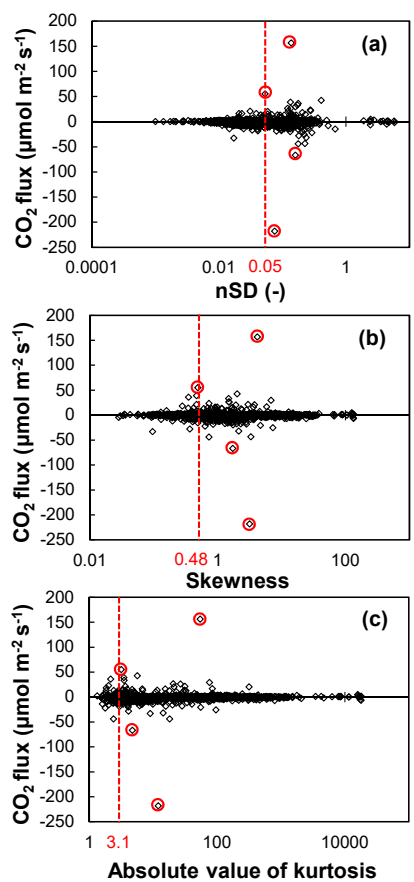 (a)
200
150
100
50
0
-50
-100
-150
-200
-250
CO₂ flux (µmol m⁻² s⁻¹)
0.0001 0.01 0.05 1
nSD (-)
(b)
200
150
100
50
0
-50
-100
-150
-200
-250
CO₂ flux (µmol m⁻² s⁻¹)
0.01 0.48 1 100
Skewness
(c)
200
150
100
50
0
-50
-100
-150
-200
-250
CO₂ flux (µmol m⁻² s⁻¹)
1 3.1 100 10000
Absolute value of kurtosis